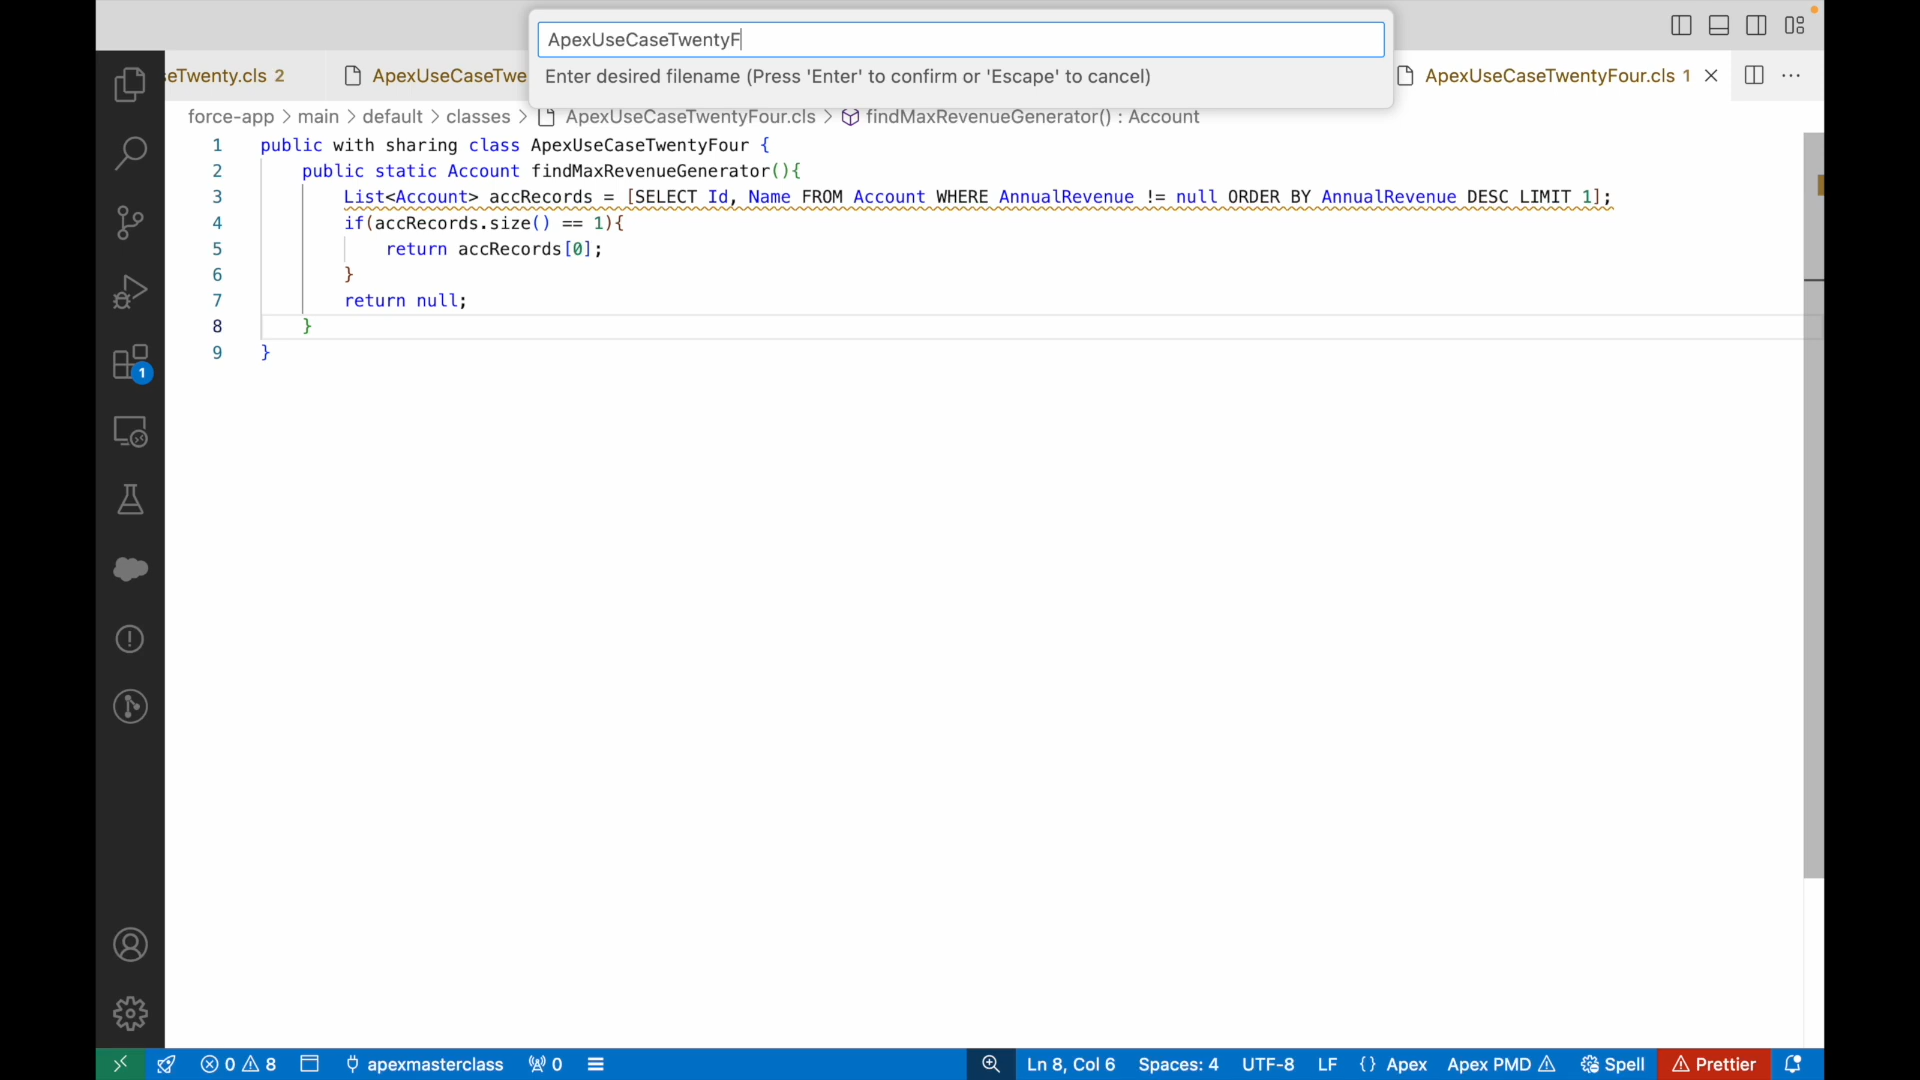 ApexUseCaseTwentyF
Enter desired filename (Press 'Enter' to confirm or 'Escape' to cancel)
eTwenty.cls 2
ApexUseCaseTwe
ApexUseCaseTwentyFour.cls 1
force-app > main > default > classes > ApexUseCaseTwentyFour.cls > findMaxRevenueGenerator() : Account
1 public with sharing class ApexUseCaseTwentyFour {
2 public static Account findMaxRevenueGenerator(){
3 List<Account> accRecords = [SELECT Id, Name FROM Account WHERE AnnualRevenue != null ORDER BY AnnualRevenue DESC LIMIT 1];
4 if(accRecords.size() == 1){
5 return accRecords[0];
6 }
7 return null;
8 }
9 }
1
0 8 apexmasterclass 0 Ln 8, Col 6 Spaces: 4 UTF-8 LF {} Apex Apex PMD Spell Prettier